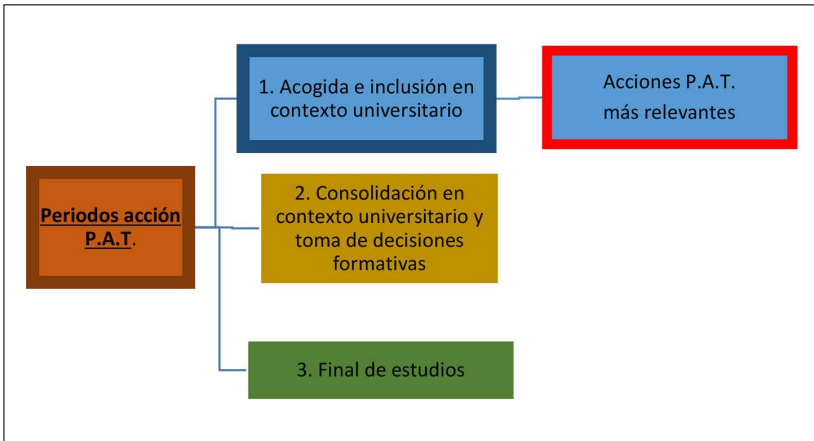 1. Acogida e inclusión en
contexto universitario
Acciones P.A.T.
más relevantes
Periodos acción
P.A.T.
2. Consolidación en
contexto universitario y
toma de decisiones
formativas
3. Final de estudios